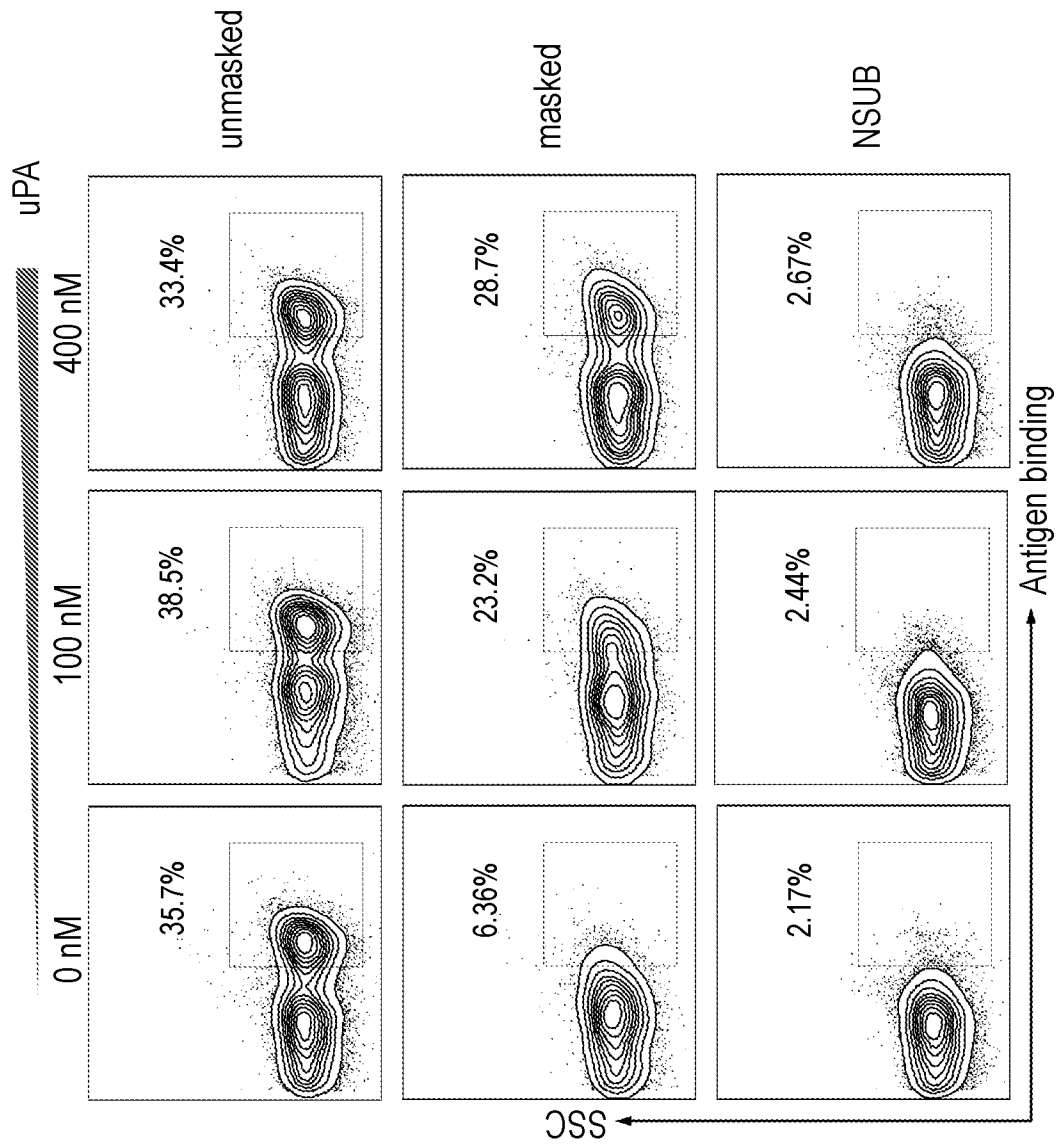 uPA
0 nM
100 nM
400 nM
35.7%
38.5%
33.4%
unmasked
6.36%
23.2%
28.7%
masked
2.17%
2.44%
2.67%
NSUB
SSC
Antigen binding